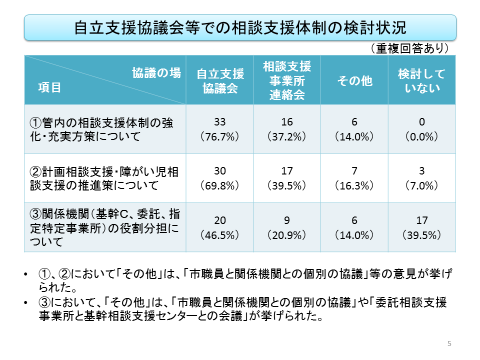 自立支援協議会等での相談支援体制の検討状況
（重複回答あり）
協議の場
項目
自立支援
協議会
相談支援
事業所
連絡会
その他
検討して
いない
①管内の相談支援体制の強
化・充実方策について
33
（76.7%）
16
（37.2%）
6
（14.0%）
0
（0.0%）
②計画相談支援・障がい児相
談支援の推進策について
30
（69.8%）
17
（39.5%）
7
（16.3%）
3
（7.0%）
③関係機関（基幹Ｃ、委託、指
定特定事業所）の役割分担に
ついて
20
（46.5%）
9
（20.9%）
6
（14.0%）
17
（39.5%）
• ①、②において「その他」は、「市職員と関係機関との個別の協議」等の意見が挙げ
られた。
• ③において、「その他」は、「市職員と関係機関との個別の協議」や「委託相談支援
事業所と基幹相談支援センターとの会議」が挙げられた。
5